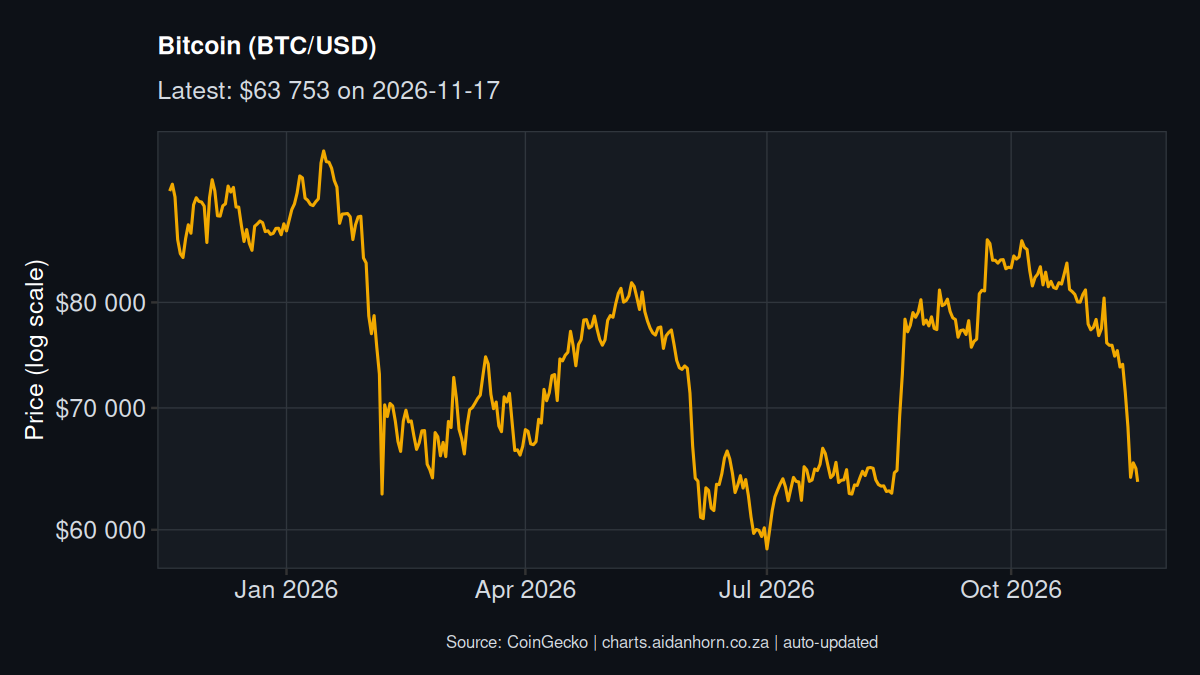 Bitcoin (BTC/USD)
Latest: $63 753 on 2026-11-17
Price (log scale)
$80 000
$70 000
$60 000
Jan 2026
Apr 2026
Jul 2026
Oct 2026
Source: CoinGecko | charts.aidanhorn.co.za | auto-updated